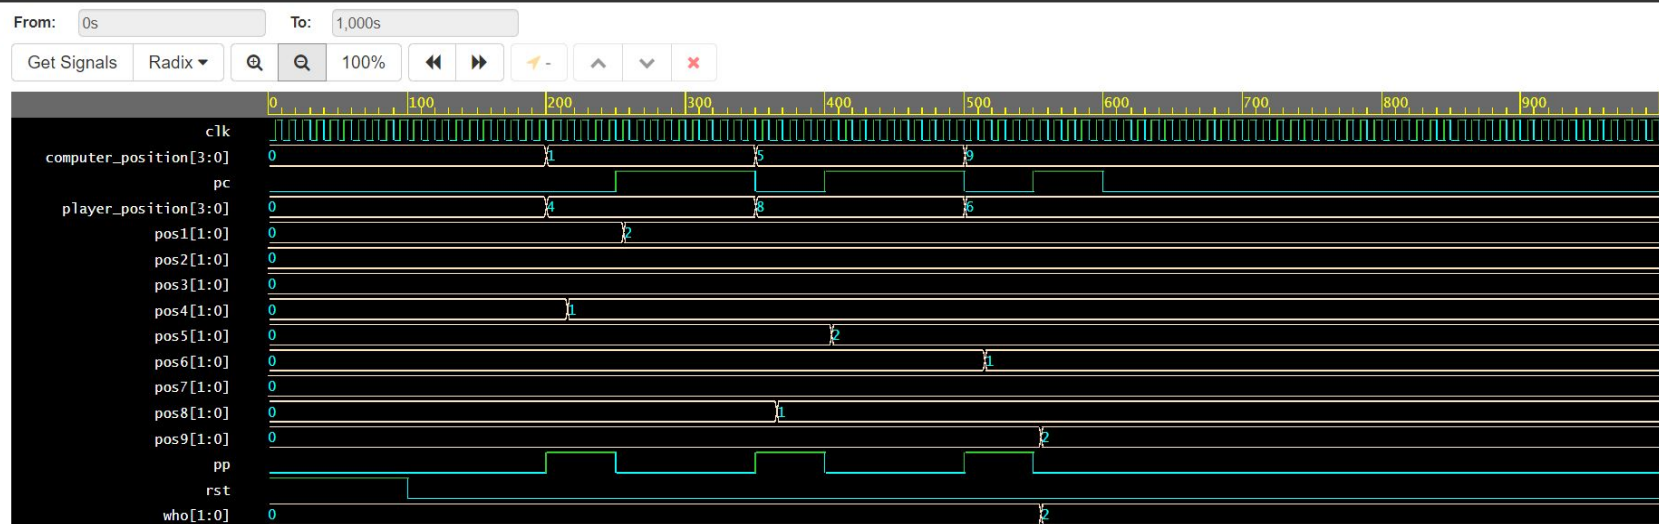 From: 0s To: 1,000s
Get Signals Radix 100% -
0 100 200 300 400 500 600 700 800 900
clk
computer_position[3:0] 0 1 5 9
pc
player_position[3:0] 0 4 8 6
pos1[1:0] 0 2
pos2[1:0] 0
pos3[1:0] 0
pos4[1:0] 0 1
pos5[1:0] 0 2
pos6[1:0] 0 1
pos7[1:0] 0
pos8[1:0] 0 1
pos9[1:0] 0 2
pp
rst
who[1:0] 0 2